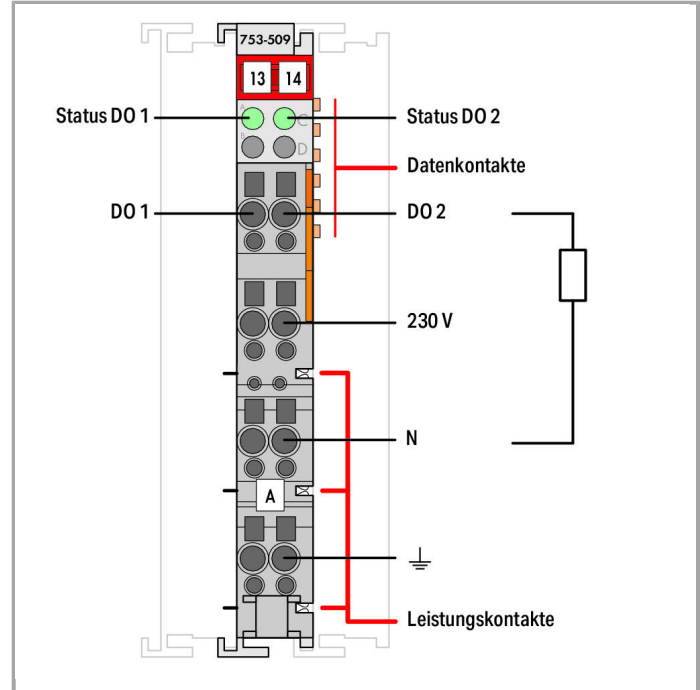 753-509
13 14
A C
Status DO 1 Status DO 2
B D
Datenkontakte
DO 1 DO 2
230 V
N
A
Leistungskontakte